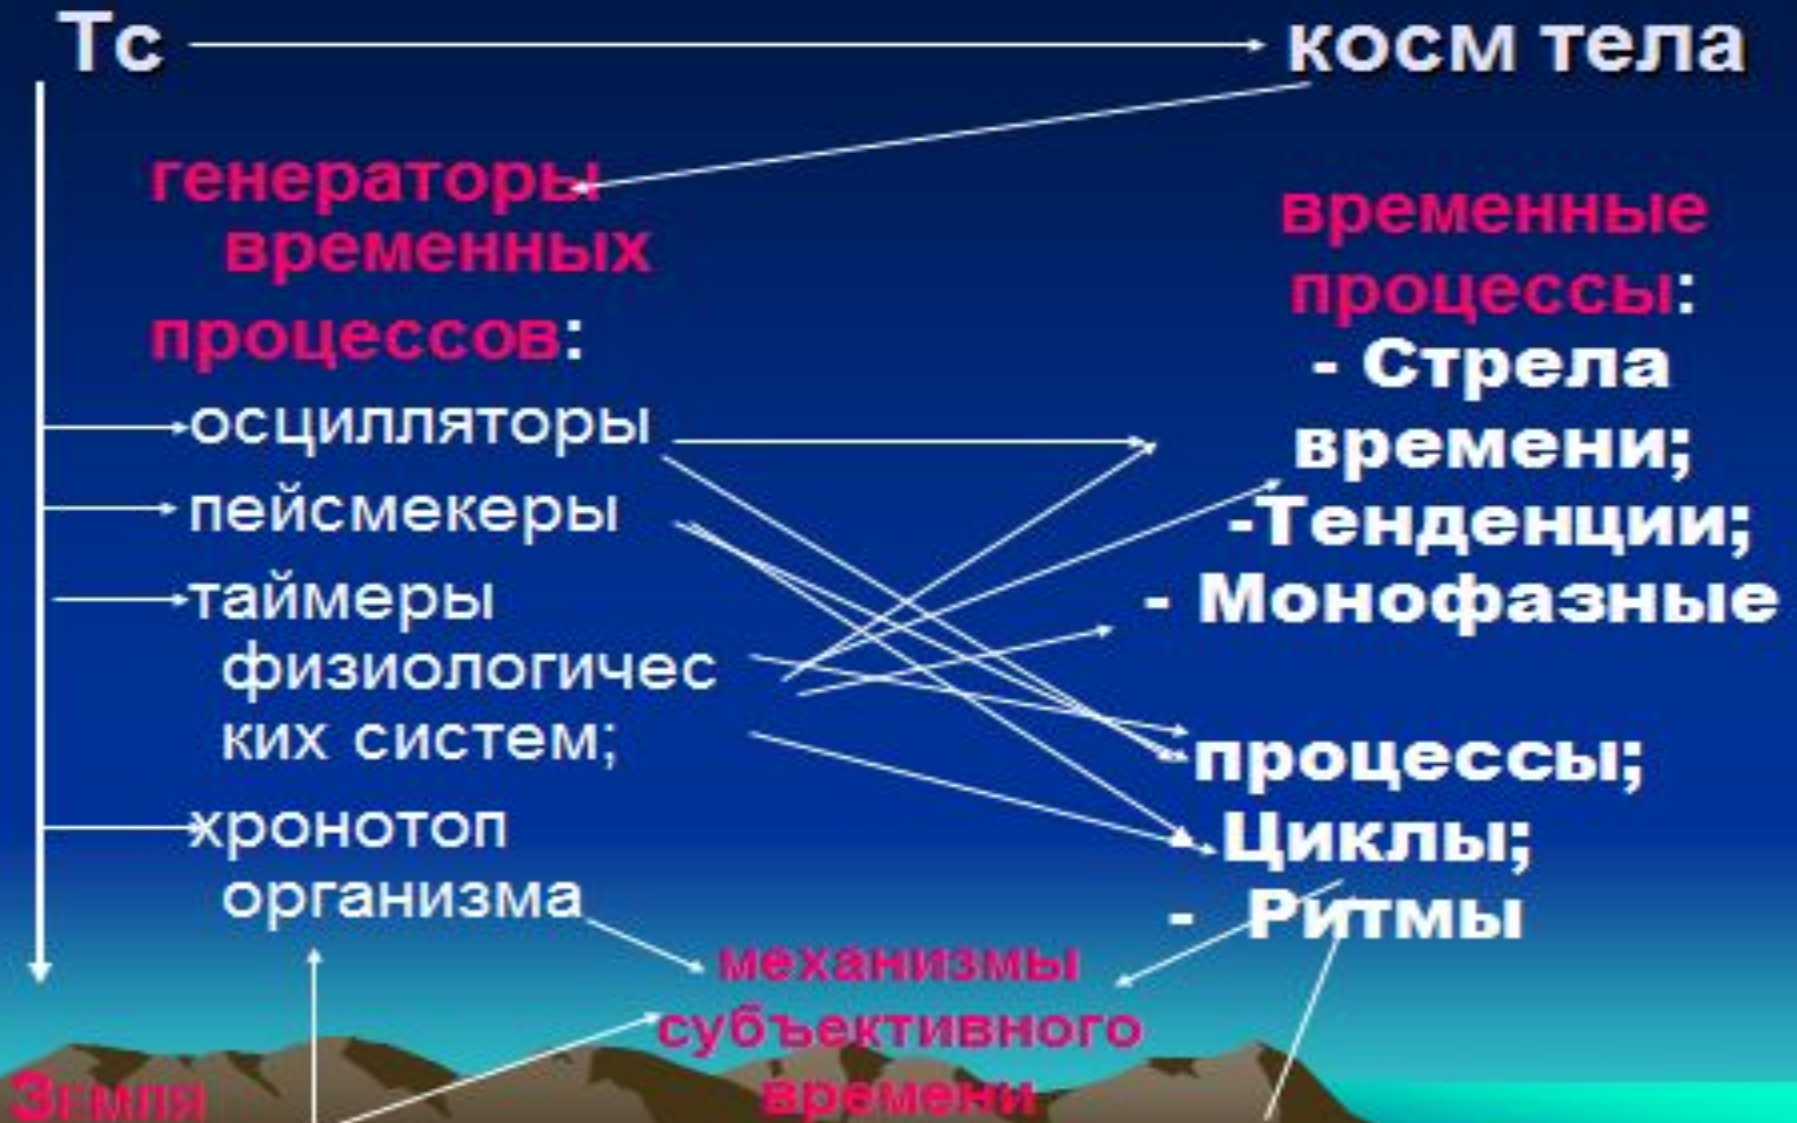 Тс
косм тела
генераторы
временных
процессов:
осцилляторы
пейсмекеры
таймеры
физиологичес
ких систем;
хронотоп
организма
временные
процессы:
- Стрела
времени;
-Тенденции;
- Монофазные
процессы;
Циклы;
- Ритмы
механизмы
субъективного
времени
Земля